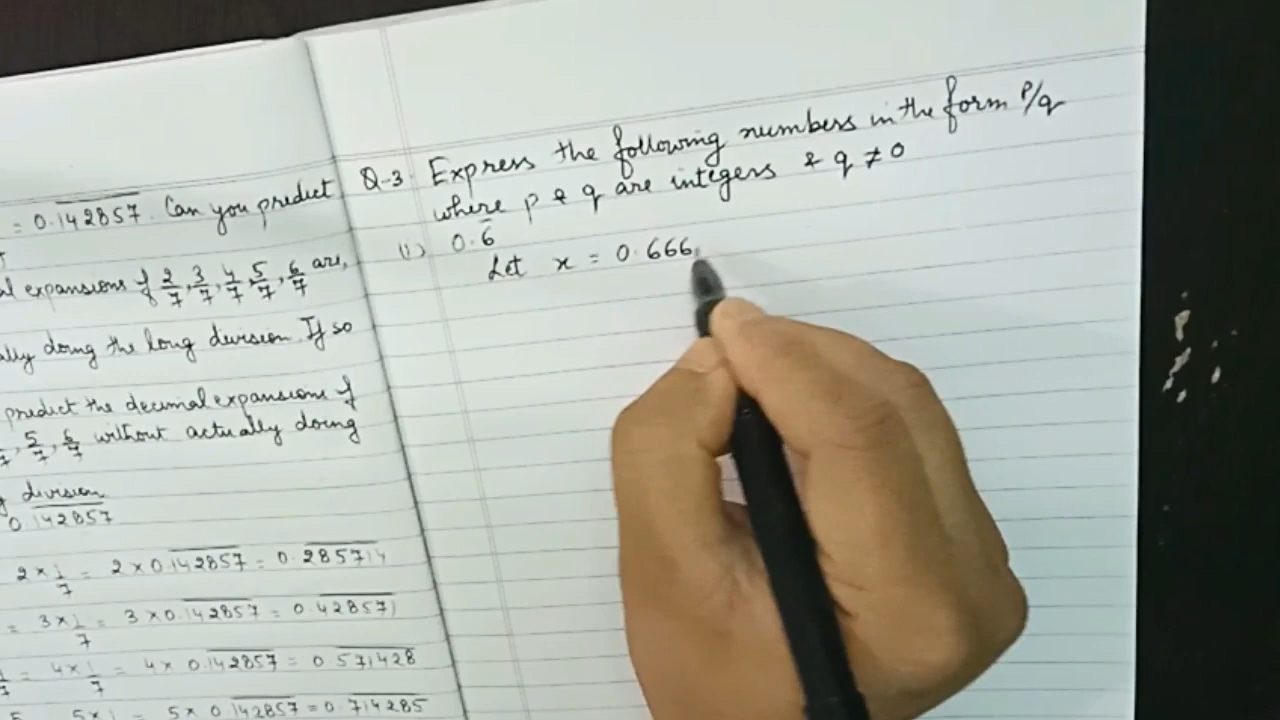 = 0.142857. Can you predict
al expansions of 2/7, 3/7, 4/7, 5/7, 6/7 are,
ally doing the long division. If so
predict the decimal expansions of
5/7, 6/7 without actually doing
division
0.142857
2 × 1/7 = 2 × 0.142857 = 0.285714
= 3 × 1/7 = 3 × 0.142857 = 0.428571
= 4 × 1/7 = 4 × 0.142857 = 0.571428
5 × 1 = 5 × 0.142857 = 0.714285
Q-3. Express the following numbers in the form P/q
where p & q are integers & q ≠ 0
(i) 0.6̅
Let x = 0.666